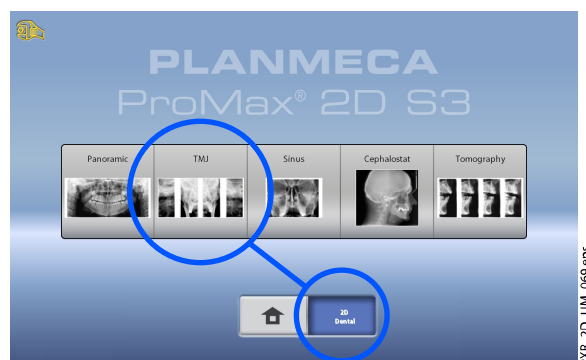 PLANMECA
ProMax® 2D S3
Panoramic
TMJ
Sinus
Cephalostat
Tomography
2D
Dental